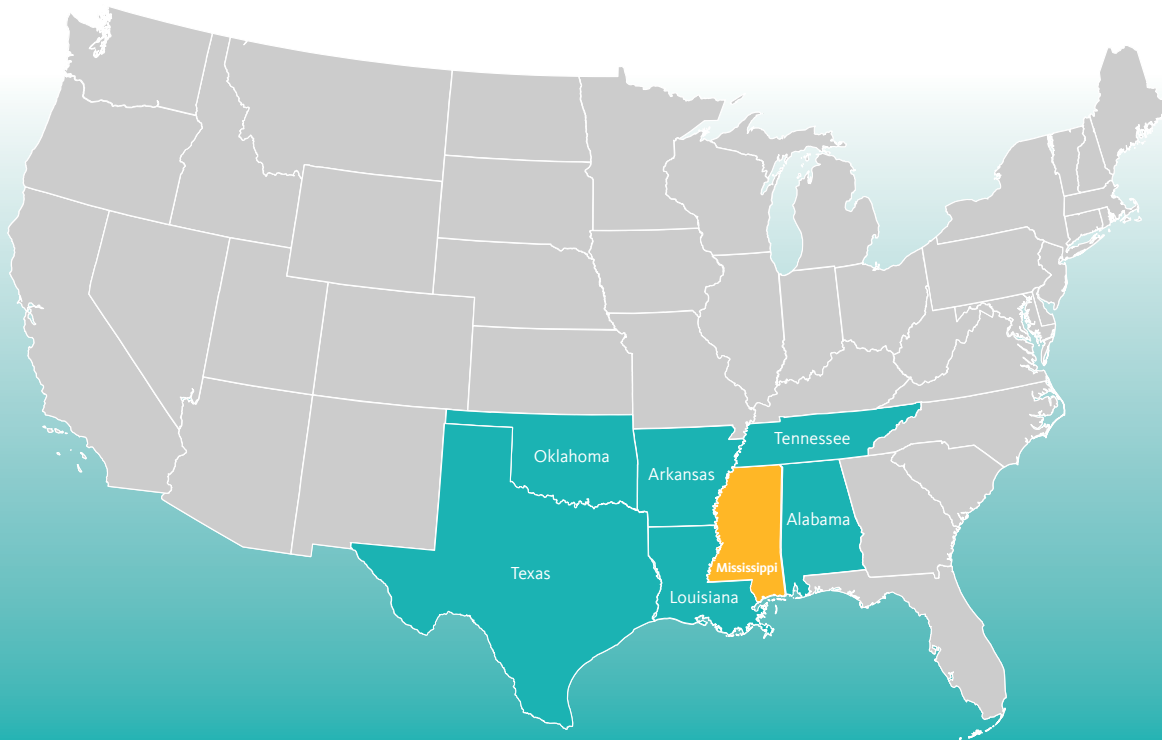 Tennessee
Oklahoma
Arkansas
Alabama
Mississippi
Texas
Louisiana